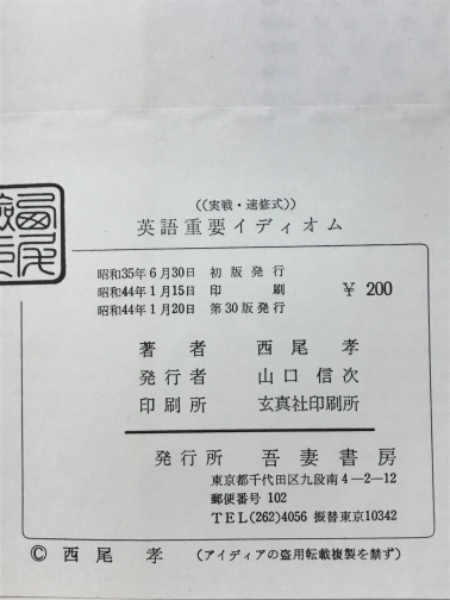 ((実戦・速修式))
英語重要イディオム
昭和35年6月30日 初版発行
昭和44年1月15日 印刷 ¥200
昭和44年1月20日 第30版発行
著者 西尾孝
発行者 山口信次
印刷所 玄真社印刷所
発行所 吾妻書房
東京都千代田区九段南4-2-12
郵便番号 102
TEL(262)4056 振替東京10342
© 西尾孝 (アイディアの盗用転載複製を禁ず)